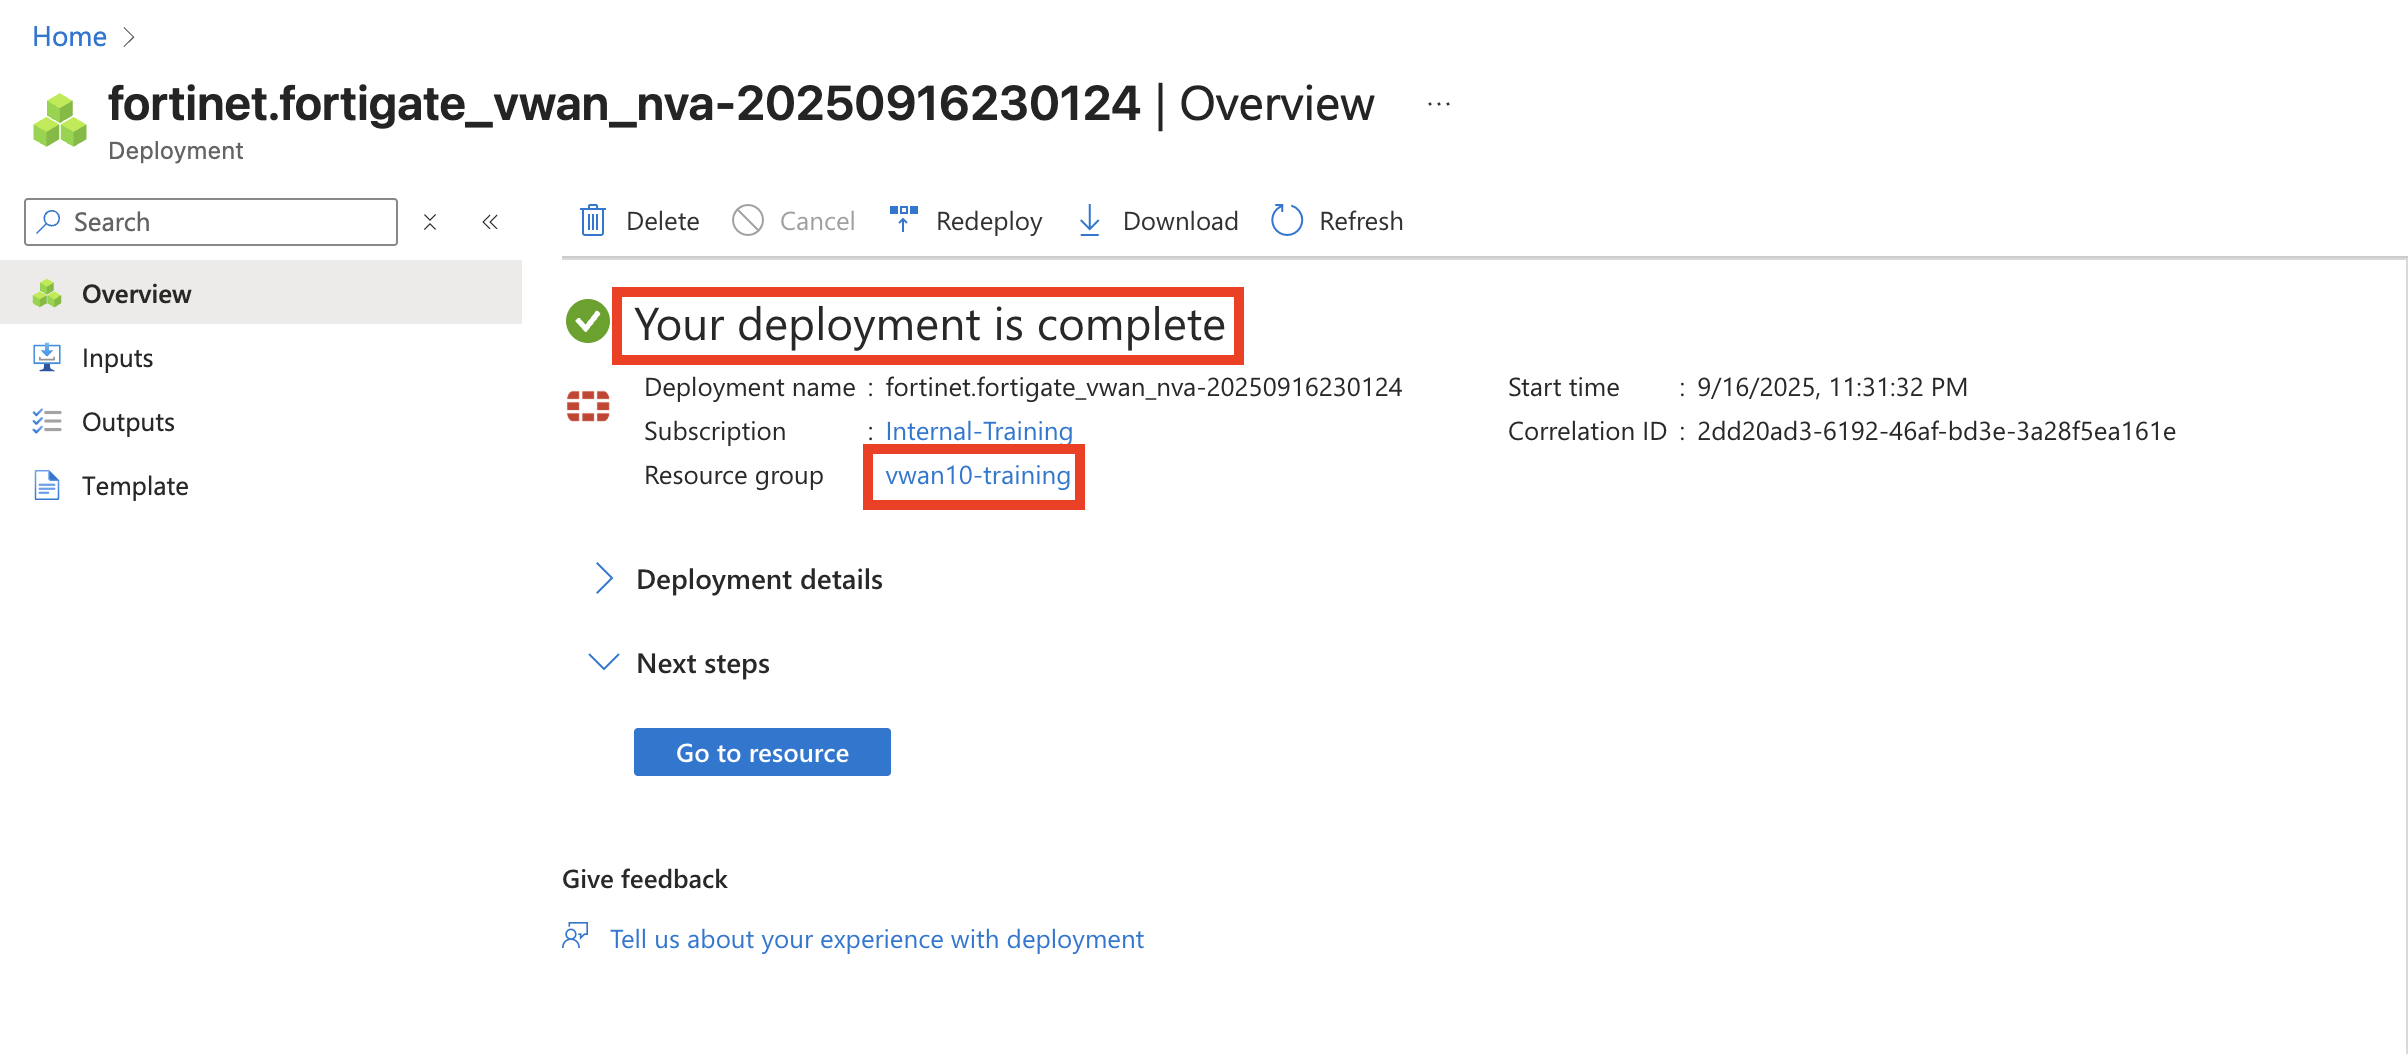 Home
fortinet.fortigate_vwan_nva-20250916230124 | Overview ...
Deployment
Search
Delete Cancel Redeploy Download Refresh
Overview
Inputs
Outputs
Template
Your deployment is complete
Deployment name : fortinet.fortigate_vwan_nva-20250916230124
Subscription : Internal-Training
Resource group vwan10-training
Start time : 9/16/2025, 11:31:32 PM
Correlation ID : 2dd20ad3-6192-46af-bd3e-3a28f5ea161e
Deployment details
Next steps
Go to resource
Give feedback
Tell us about your experience with deployment